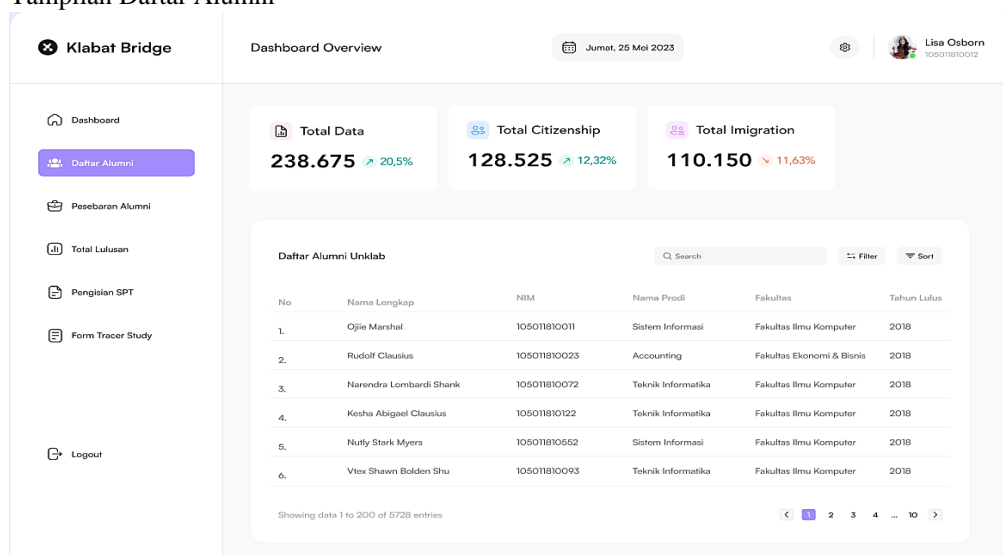 Tampilan Daftar Alumni
Klabat Bridge
Dashboard Overview
Jumat, 25 Mei 2023
Lisa Osborn
105011810012
Dashboard
Daftar Alumni
Pesebaran Alumni
Total Lulusan
Pengisian SPT
Form Tracer Study
Logout
Total Data
238.675 20,5%
Total Citizenship
128.525 12,32%
Total Imigration
110.150 11,63%
Daftar Alumni Unklab
Search
Filter
Sort
No Nama Lengkap NIM Nama Prodi Fakultas Tahun Lulus
1. Ojiie Marshal 105011810011 Sistem Informasi Fakultas Ilmu Komputer 2018
2. Rudolf Clausius 105011810023 Accounting Fakultas Ekonomi & Bisnis 2018
3. Narendra Lombardi Shank 105011810072 Teknik Informatika Fakultas Ilmu Komputer 2018
4. Kesha Abigael Clausius 105011810122 Teknik Informatika Fakultas Ilmu Komputer 2018
5. Nutly Stark Myers 105011810552 Sistem Informasi Fakultas Ilmu Komputer 2018
6. Vtex Shawn Bolden Shu 105011810093 Teknik Informatika Fakultas Ilmu Komputer 2018
Showing data 1 to 200 of 5728 entries
< 1 2 3 4 ... 10 >